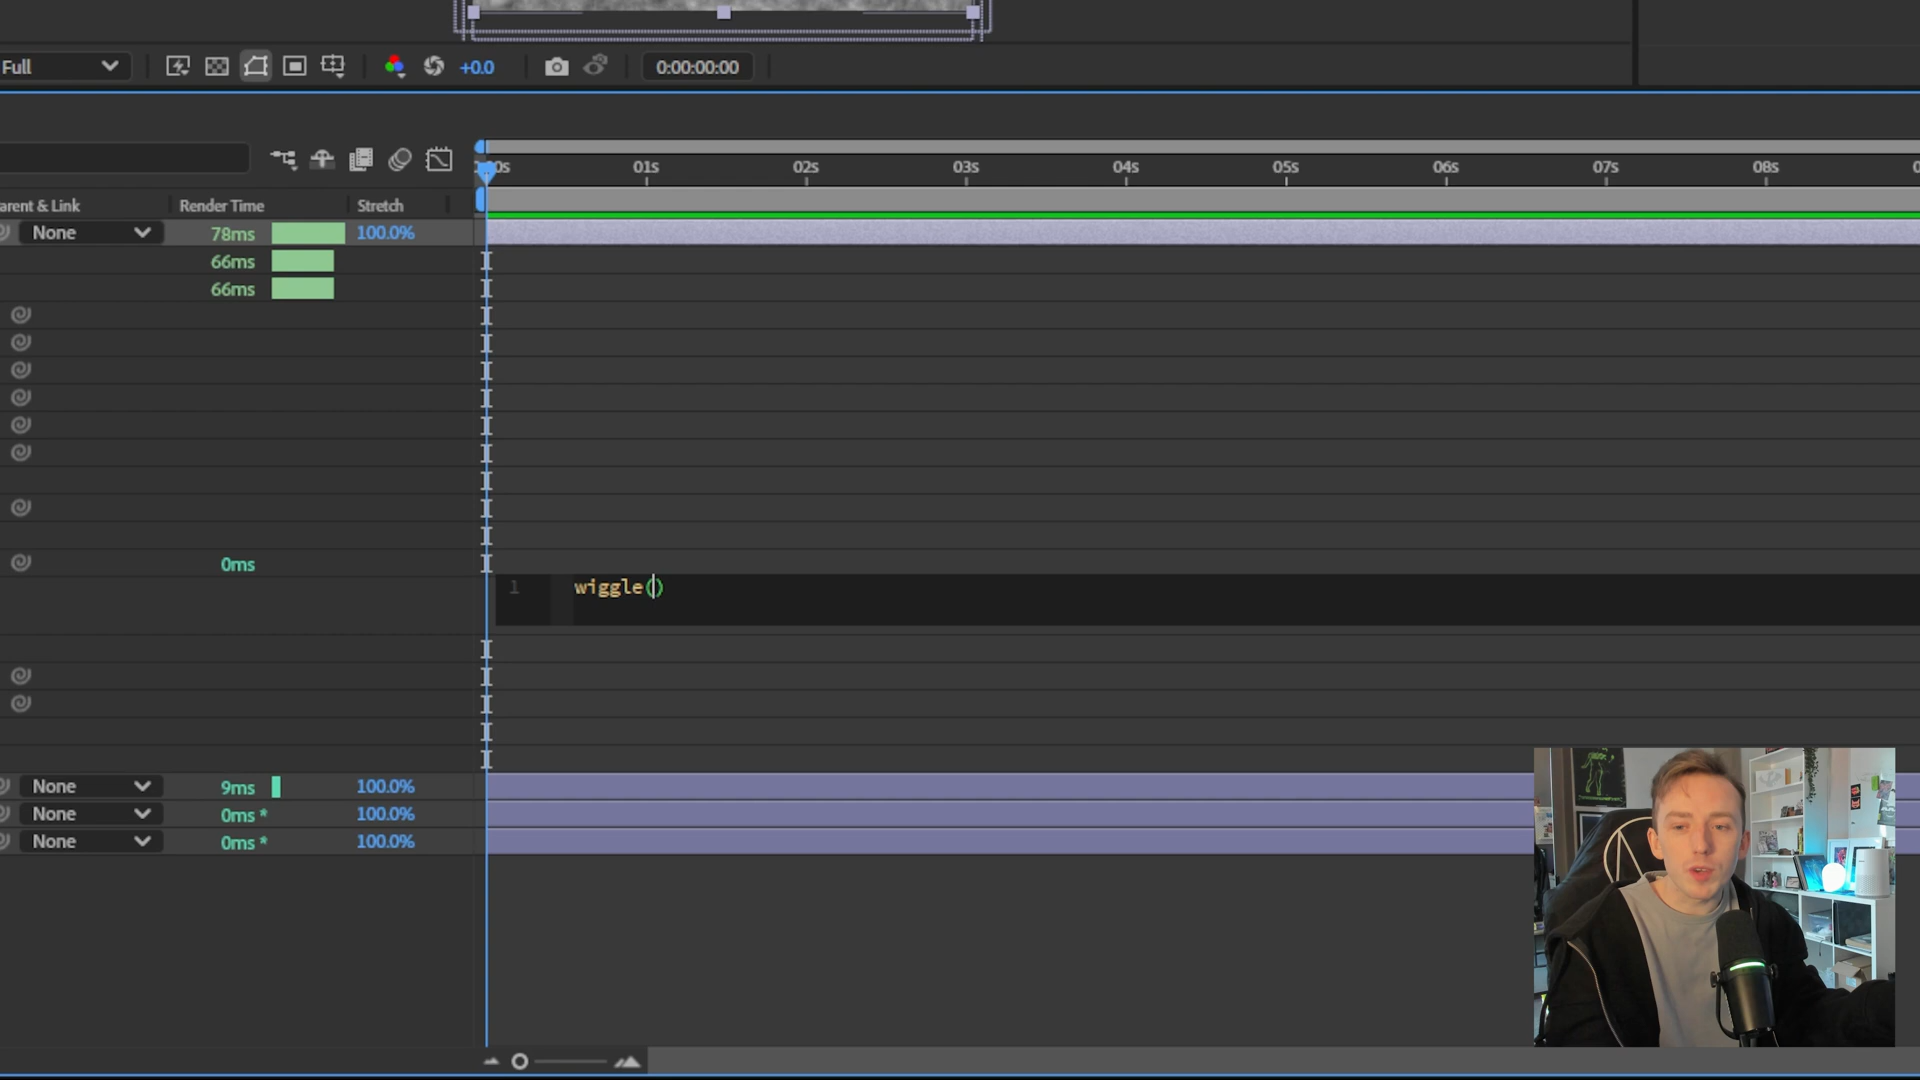 Full
+0.0
0:00:00:00
01s 02s 03s 04s 05s 06s 07s 08s
arent & Link Render Time Stretch
None 78ms 100.0%
66ms
66ms
0ms
1 wiggle()
None 9ms 100.0%
None 0ms * 100.0%
None 0ms * 100.0%